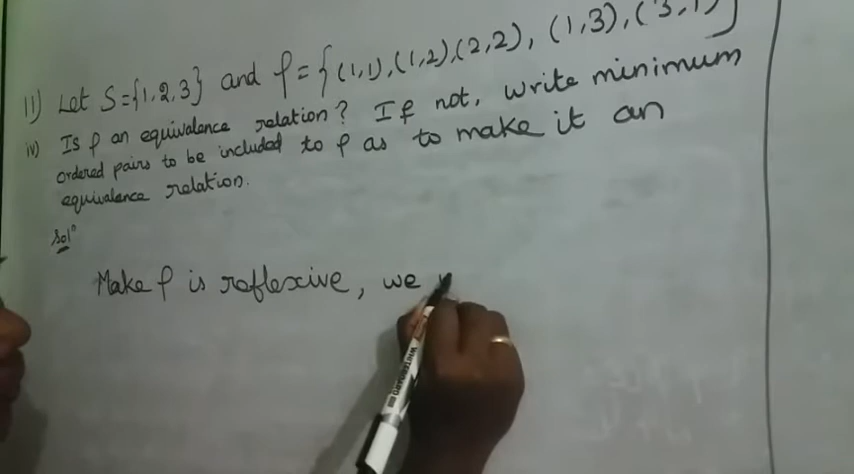 11) Let S={1,2,3} and ρ={(1,1),(1,2)(2,2),(1,3),(3,1)}
iv) Is ρ an equivalence relation? If not, write minimum
ordered pairs to be included to ρ as to make it an
equivalence relation.
Solⁿ
Make ρ is reflexive, we